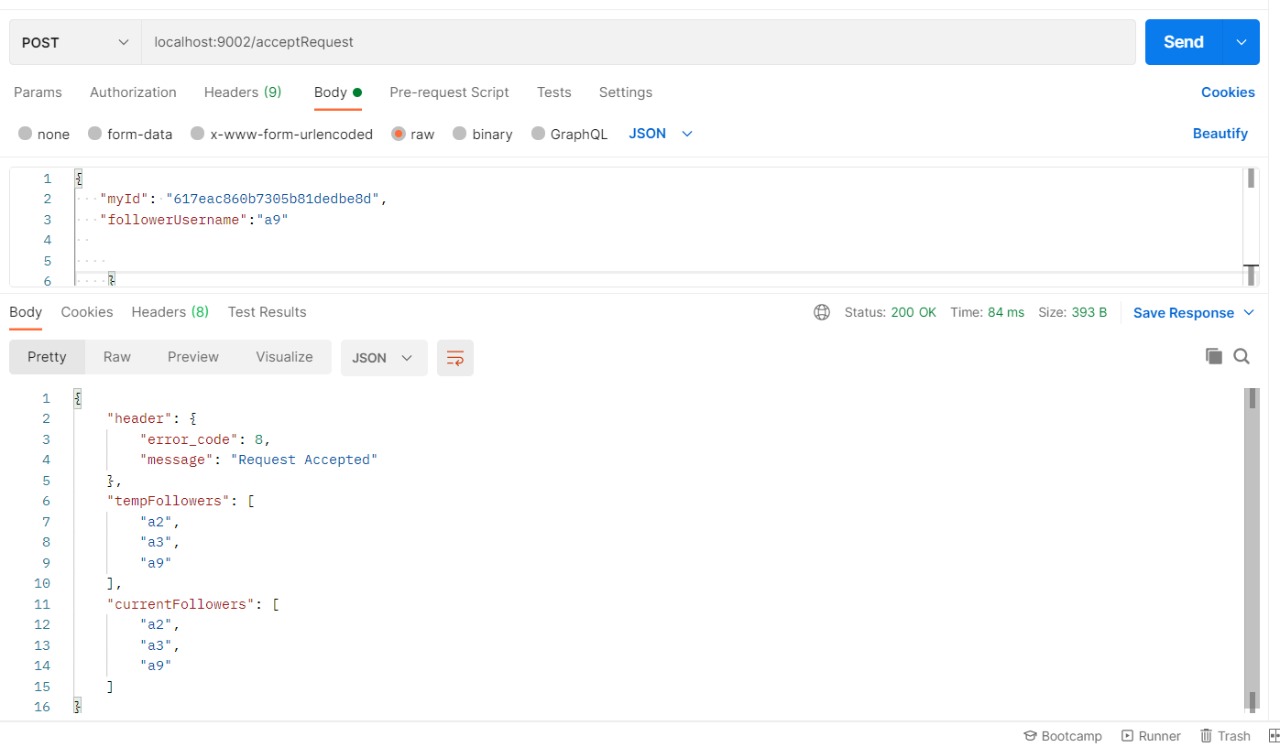 POST localhost:9002/acceptRequest Send
Params Authorization Headers (9) Body Pre-request Script Tests Settings Cookies
none form-data x-www-form-urlencoded raw binary GraphQL JSON Beautify
1 {
2 "myId": "617eac860b7305b81dedbe8d",
3 "followerUsername":"a9"
4
5
6 }
Body Cookies Headers (8) Test Results Status: 200 OK Time: 84 ms Size: 393 B Save Response
Pretty Raw Preview Visualize JSON
1 {
2 "header": {
3 "error_code": 8,
4 "message": "Request Accepted"
5 },
6 "tempFollowers": [
7 "a2",
8 "a3",
9 "a9"
10 ],
11 "currentFollowers": [
12 "a2",
13 "a3",
14 "a9"
15 ]
16 }
Bootcamp Runner Trash